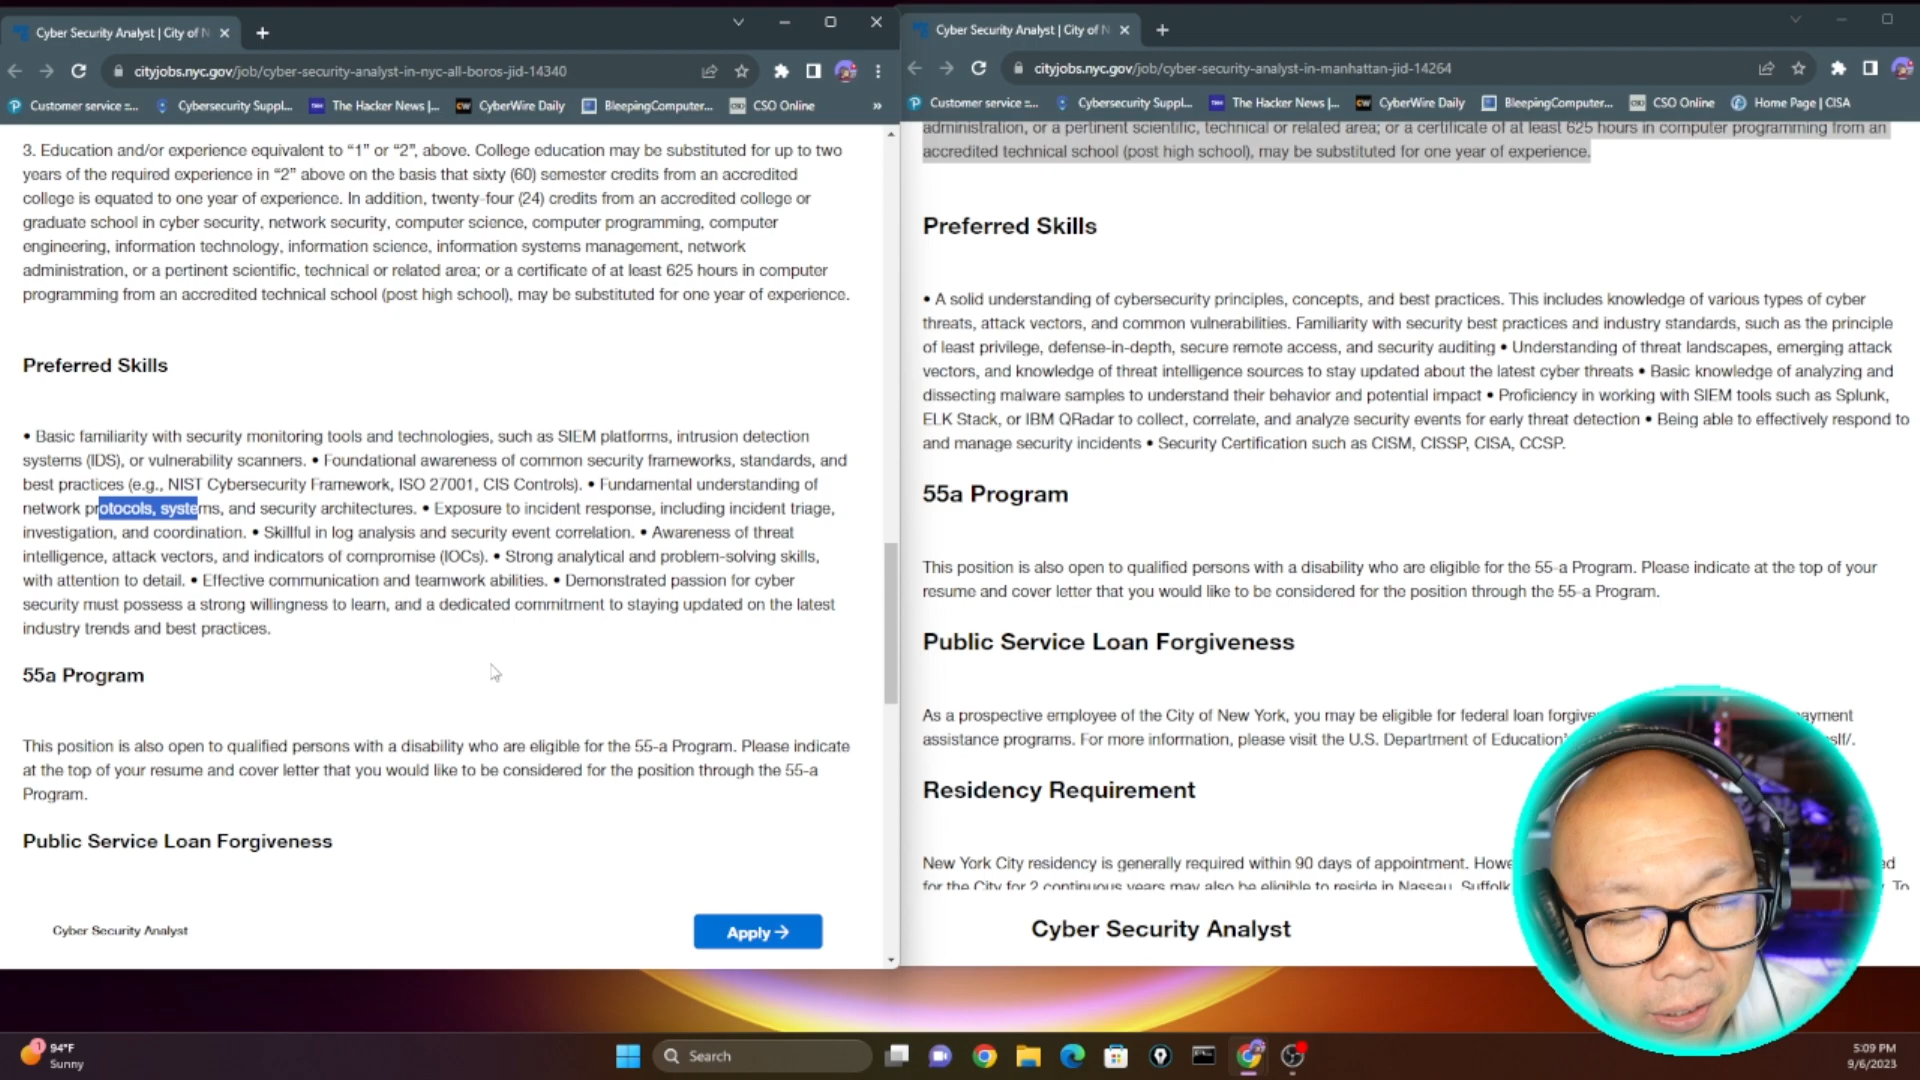 Cyber Security Analyst | City of N
cityjobs.nyc.gov/job/cyber-security-analyst-in-nyc-all-boros-jid-14340
Customer service =...
Cybersecurity Suppl...
The Hacker News |...
CyberWire Daily
BleepingComputer...
CSO Online
3. Education and/or experience equivalent to “1” or “2”, above. College education may be substituted for up to two
years of the required experience in “2” above on the basis that sixty (60) semester credits from an accredited
college is equated to one year of experience. In addition, twenty-four (24) credits from an accredited college or
graduate school in cyber security, network security, computer science, computer programming, computer
engineering, information technology, information science, information systems management, network
administration, or a pertinent scientific, technical or related area; or a certificate of at least 625 hours in computer
programming from an accredited technical school (post high school), may be substituted for one year of experience.
Preferred Skills
• Basic familiarity with security monitoring tools and technologies, such as SIEM platforms, intrusion detection
systems (IDS), or vulnerability scanners. • Foundational awareness of common security frameworks, standards, and
best practices (e.g., NIST Cybersecurity Framework, ISO 27001, CIS Controls). • Fundamental understanding of
network protocols, systems, and security architectures. • Exposure to incident response, including incident triage,
investigation, and coordination. • Skillful in log analysis and security event correlation. • Awareness of threat
intelligence, attack vectors, and indicators of compromise (IOCs). • Strong analytical and problem-solving skills,
with attention to detail. • Effective communication and teamwork abilities. • Demonstrated passion for cyber
security must possess a strong willingness to learn, and a dedicated commitment to staying updated on the latest
industry trends and best practices.
55a Program
This position is also open to qualified persons with a disability who are eligible for the 55-a Program. Please indicate
at the top of your resume and cover letter that you would like to be considered for the position through the 55-a
Program.
Public Service Loan Forgiveness
Cyber Security Analyst
Apply →
Cyber Security Analyst | City of N
cityjobs.nyc.gov/job/cyber-security-analyst-in-manhattan-jid-14264
Customer service =...
Cybersecurity Suppl...
The Hacker News |...
CyberWire Daily
BleepingComputer...
CSO Online
Home Page | CISA
administration, or a pertinent scientific, technical or related area; or a certificate of at least 625 hours in computer programming from an
accredited technical school (post high school), may be substituted for one year of experience.
Preferred Skills
• A solid understanding of cybersecurity principles, concepts, and best practices. This includes knowledge of various types of cyber
threats, attack vectors, and common vulnerabilities. Familiarity with security best practices and industry standards, such as the principle
of least privilege, defense-in-depth, secure remote access, and security auditing • Understanding of threat landscapes, emerging attack
vectors, and knowledge of threat intelligence sources to stay updated about the latest cyber threats • Basic knowledge of analyzing and
dissecting malware samples to understand their behavior and potential impact • Proficiency in working with SIEM tools such as Splunk,
ELK Stack, or IBM QRadar to collect, correlate, and analyze security events for early threat detection • Being able to effectively respond to
and manage security incidents • Security Certification such as CISM, CISSP, CISA, CCSP.
55a Program
This position is also open to qualified persons with a disability who are eligible for the 55-a Program. Please indicate at the top of your
resume and cover letter that you would like to be considered for the position through the 55-a Program.
Public Service Loan Forgiveness
As a prospective employee of the City of New York, you may be eligible for federal loan forgive payment
assistance programs. For more information, please visit the U.S. Department of Education' slf/.
Residency Requirement
New York City residency is generally required within 90 days of appointment. Howe ed
for the City for 2 continuous years may also be eligible to reside in Nassau, Suffolk To
Cyber Security Analyst
1
94°F
Sunny
Search
5:09 PM
9/6/2023